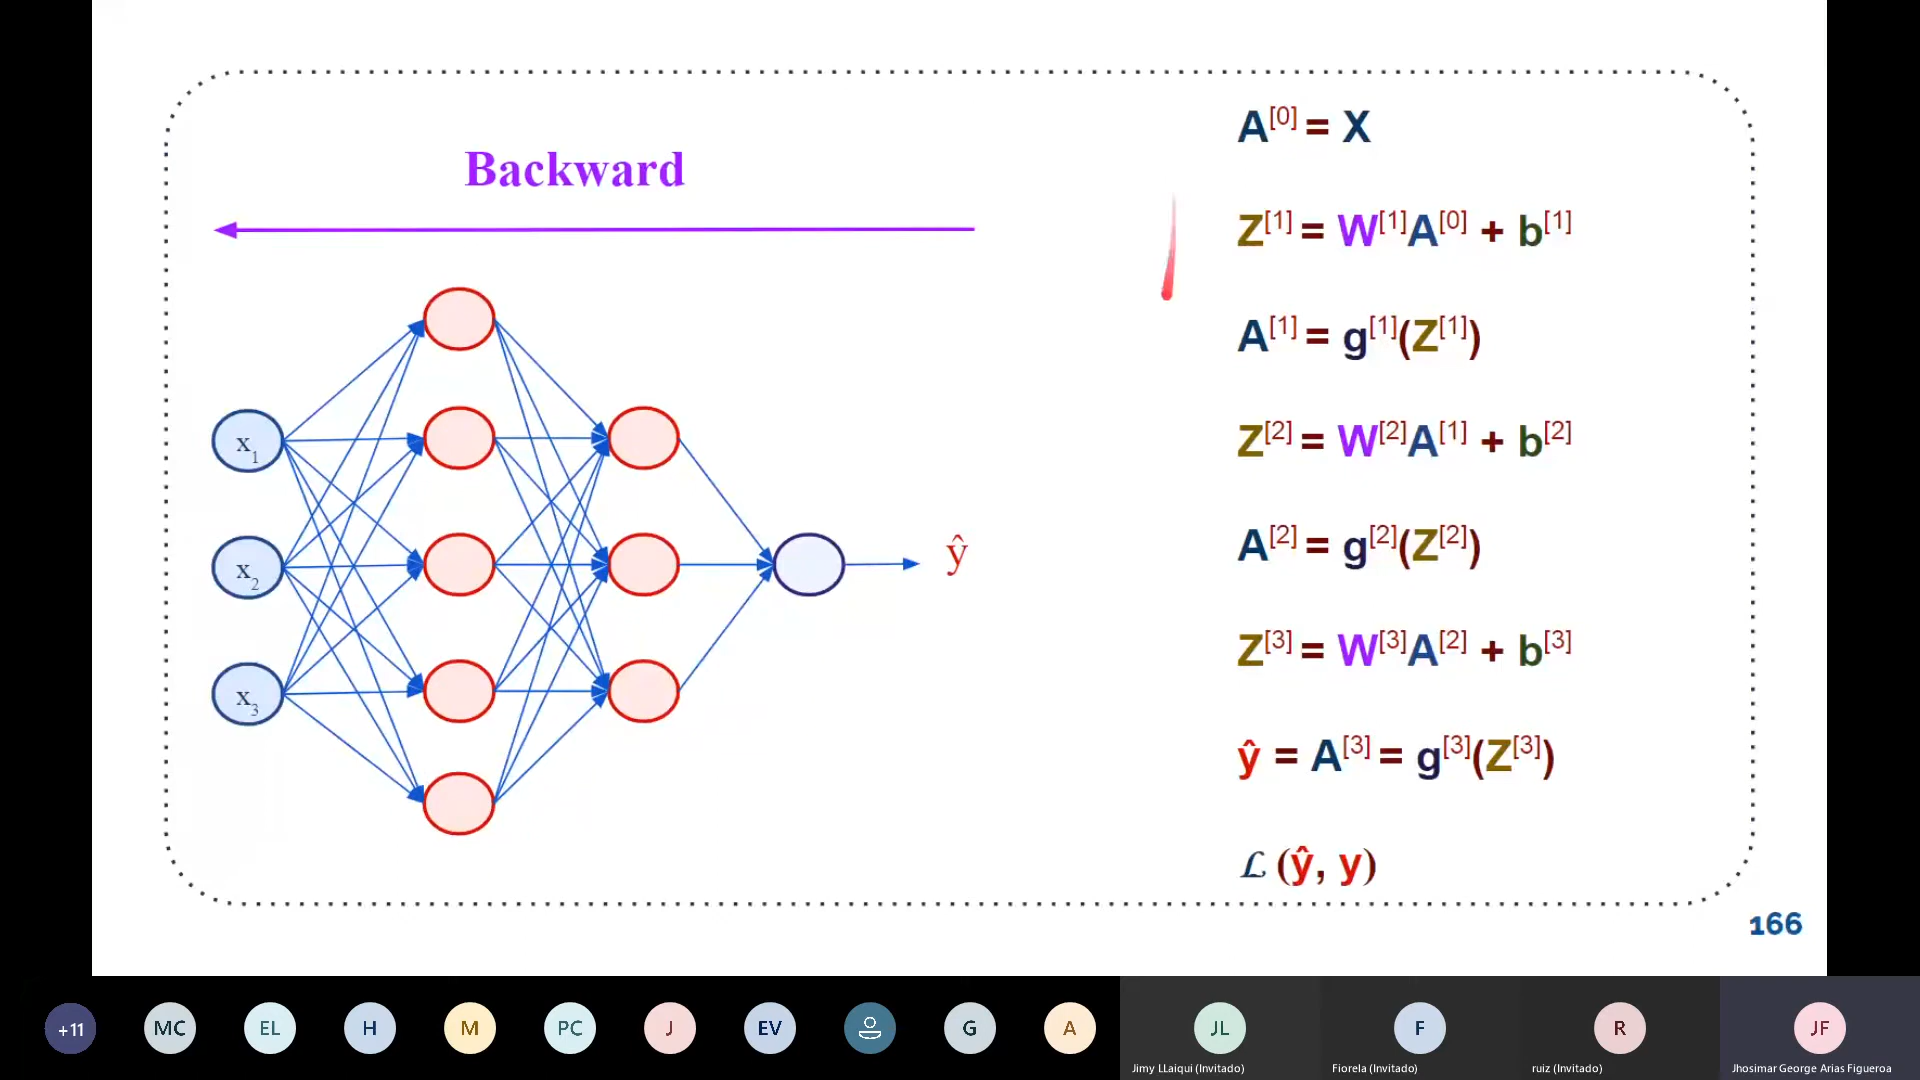 Backward
x₁
x₂
x₃
ŷ
A[0] = X
Z[1] = W[1]A[0] + b[1]
A[1] = g[1](Z[1])
Z[2] = W[2]A[1] + b[2]
A[2] = g[2](Z[2])
Z[3] = W[3]A[2] + b[3]
ŷ = A[3] = g[3](Z[3])
ℒ (ŷ, y)
166
+11 MC EL H M PC J EV G A JL F R JF
Jimy LLaiqui (Invitado) Fiorela (Invitado) ruiz (Invitado) Jhosimar George Arias Figueroa